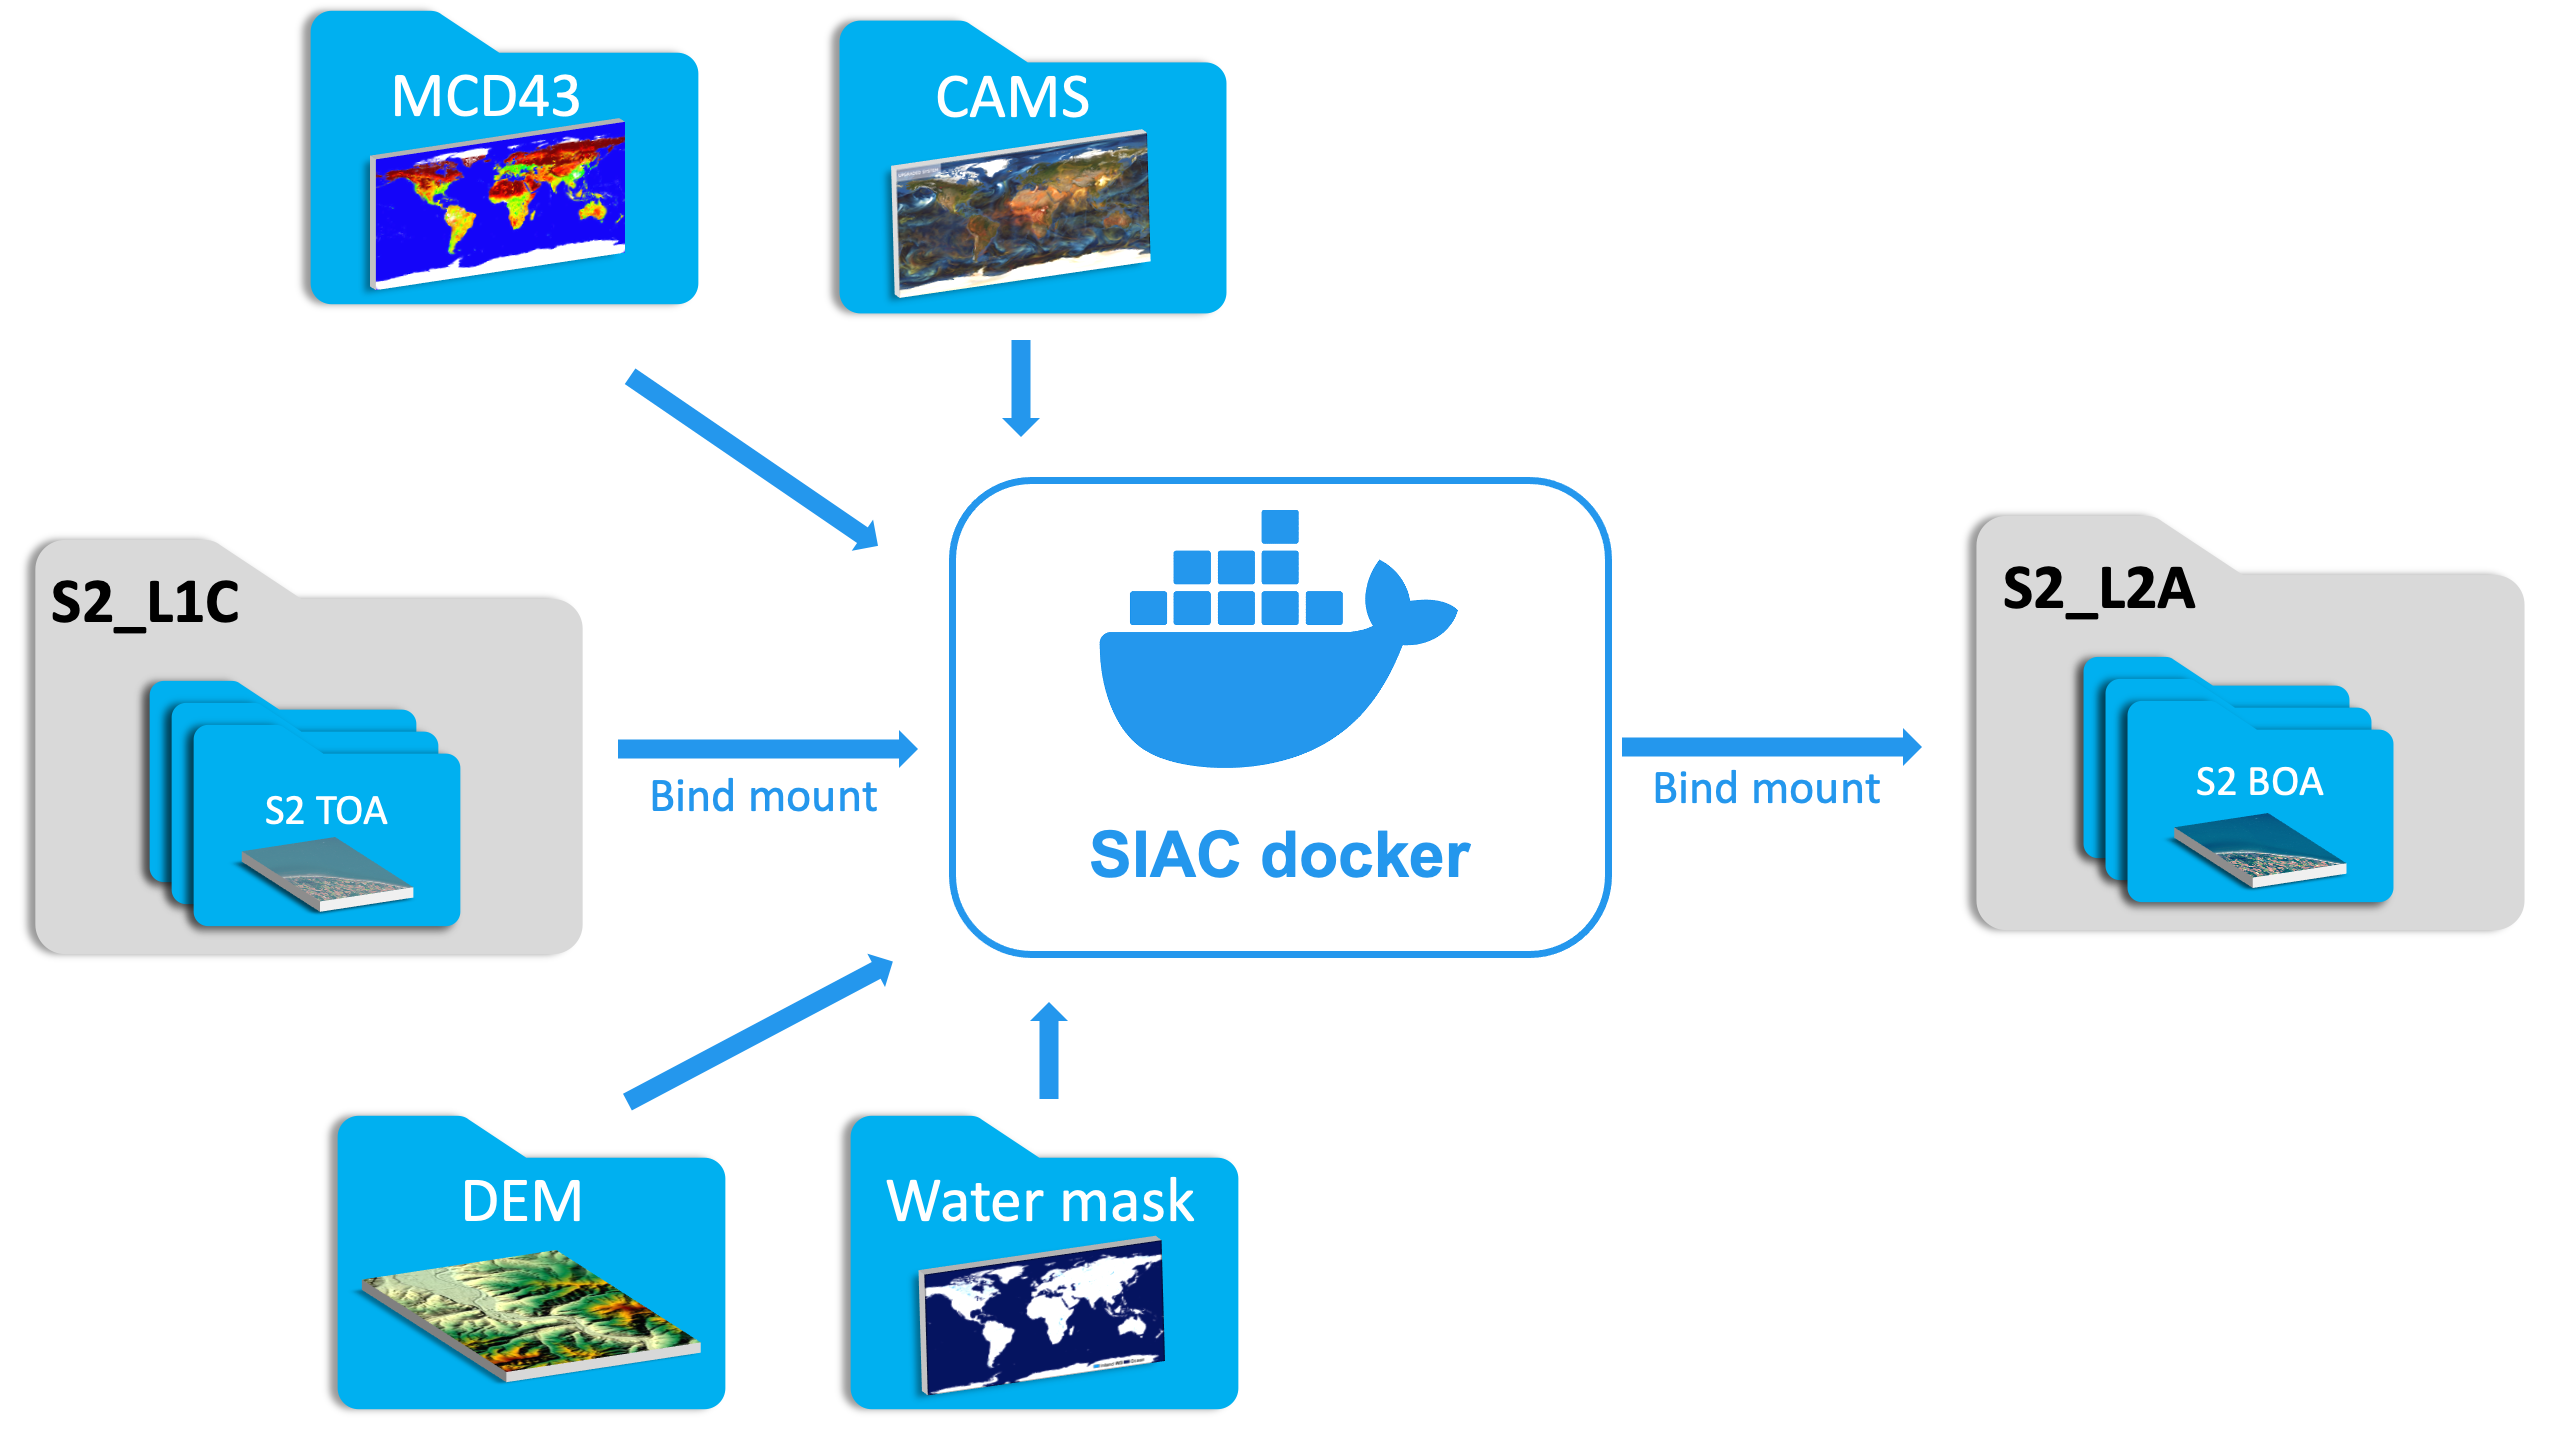 MCD43
CAMS
S2_L1C
S2 TOA
Bind mount
SIAC docker
Bind mount
S2_L2A
S2 BOA
DEM
Water mask